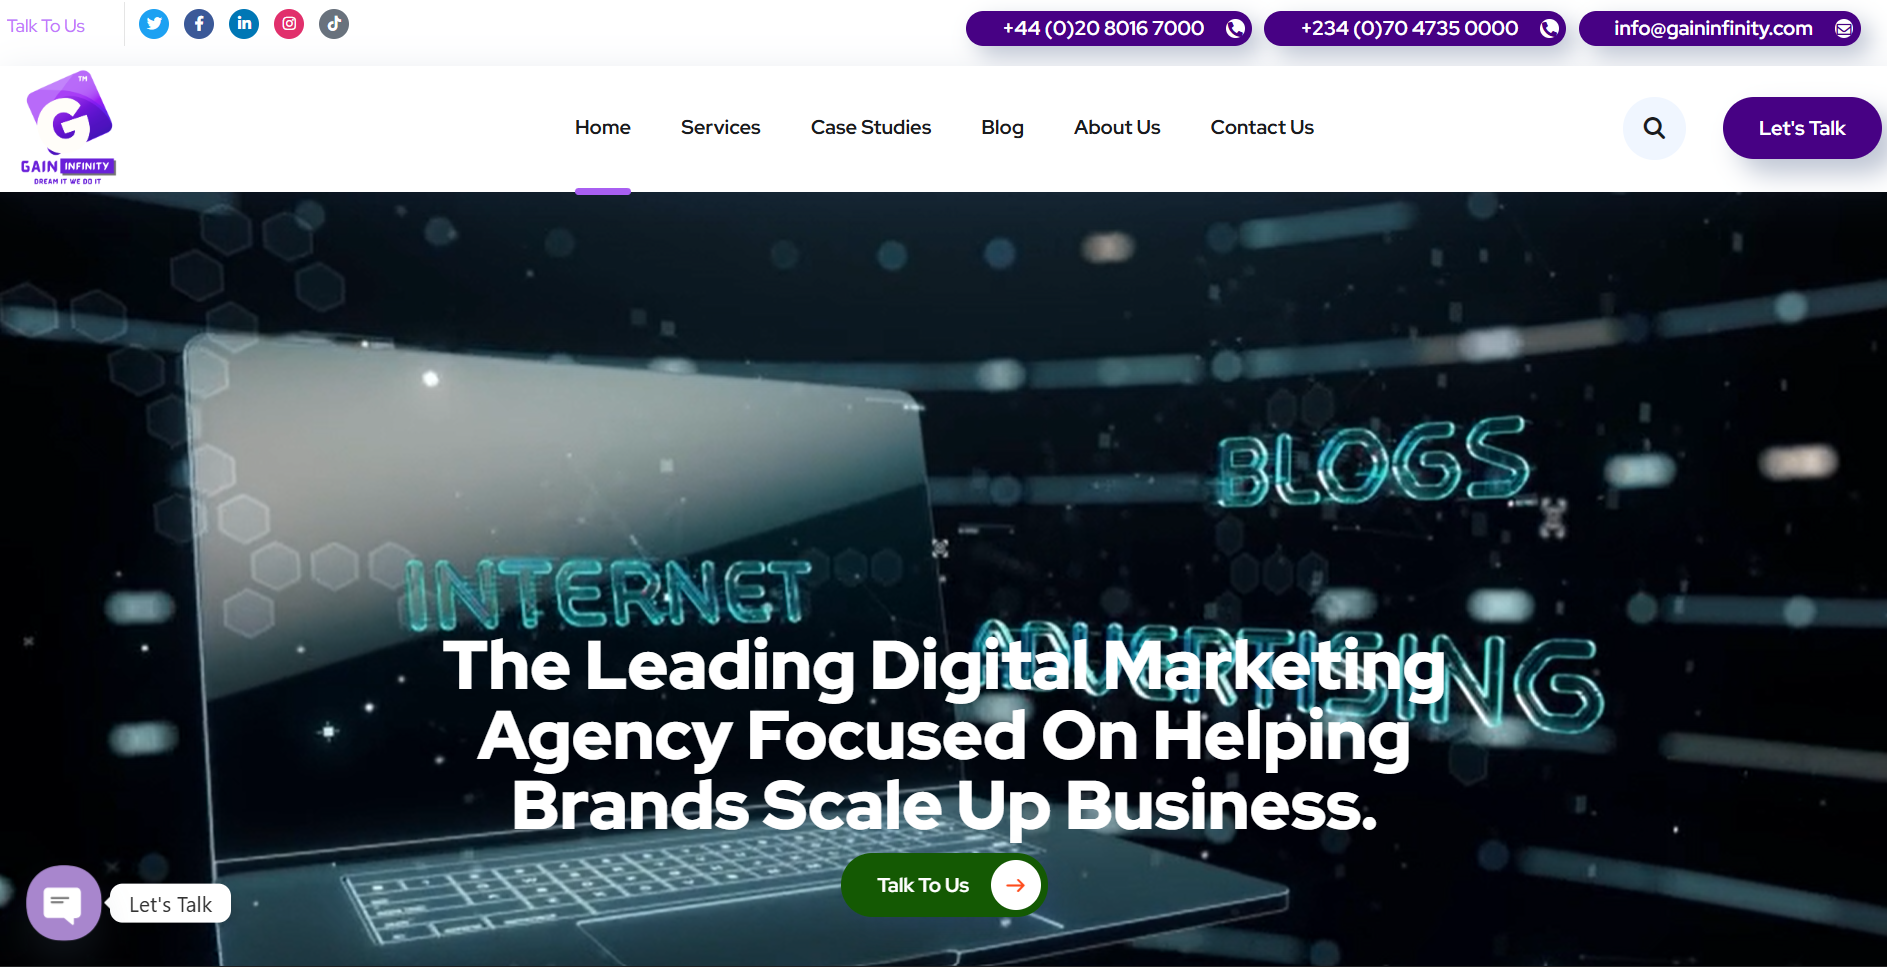 Talk To Us
+44 (0)20 8016 7000
+234 (0)70 4735 0000
info@gaininfinity.com
TM
G
GAIN INFINITY
DREAM IT WE DO IT
Home
Services
Case Studies
Blog
About Us
Contact Us
Let's Talk
BLOGS
INTERNET
ADVERTISING
The Leading Digital Marketing
Agency Focused On Helping
Brands Scale Up Business.
Talk To Us
Let's Talk